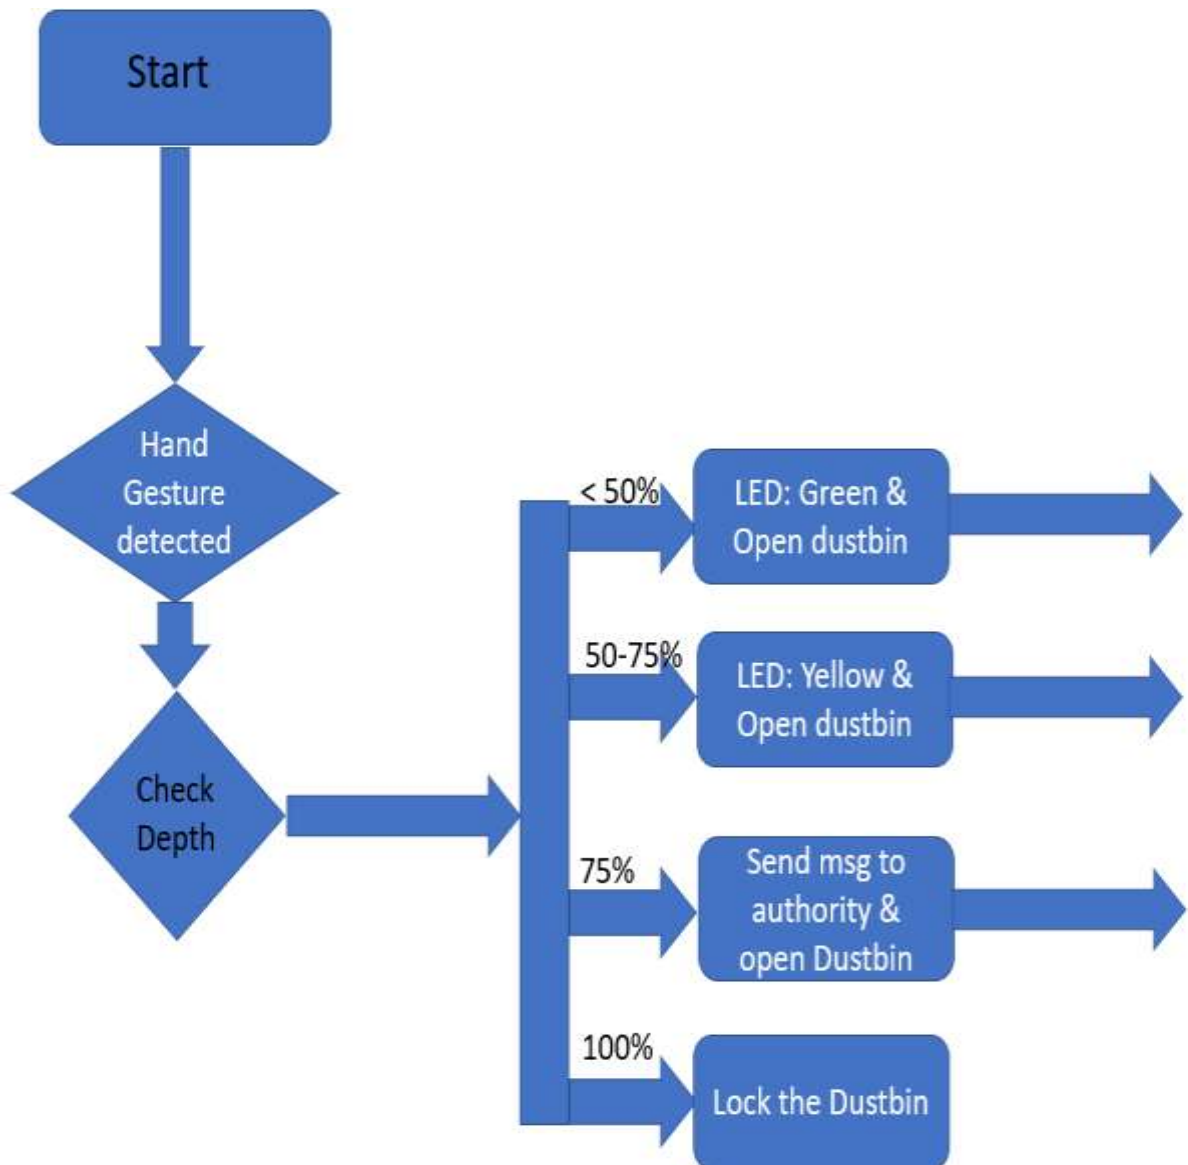 Start
Hand
Gesture
detected
Check
Depth
< 50%
LED: Green &
Open dustbin
50-75%
LED: Yellow &
Open dustbin
75%
Send msg to
authority &
open Dustbin
100%
Lock the Dustbin